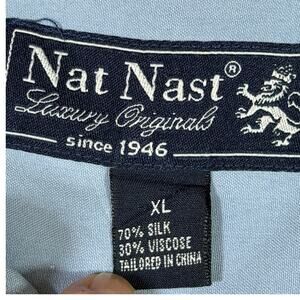 Nat Nast®
Luxury Originals
since 1946
XL
70% SILK
30% VISCOSE
TAILORED IN CHINA